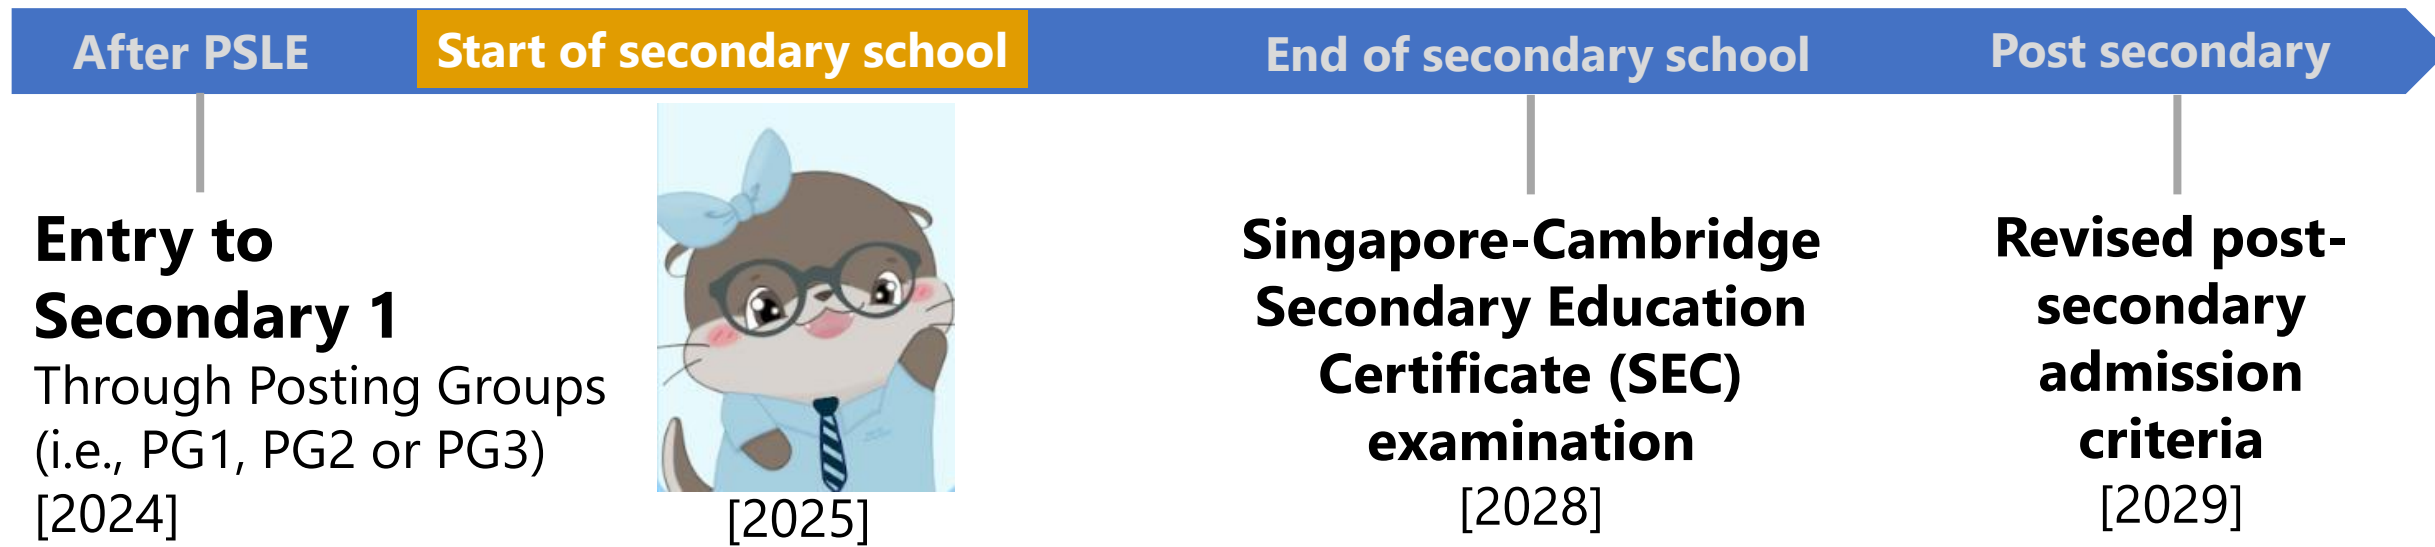 After PSLE
Start of secondary school
End of secondary school
Post secondary
Entry to
Secondary 1
Through Posting Groups
(i.e., PG1, PG2 or PG3)
[2024]
[2025]
Singapore-Cambridge
Secondary Education
Certificate (SEC)
examination
[2028]
Revised post-
secondary
admission
criteria
[2029]